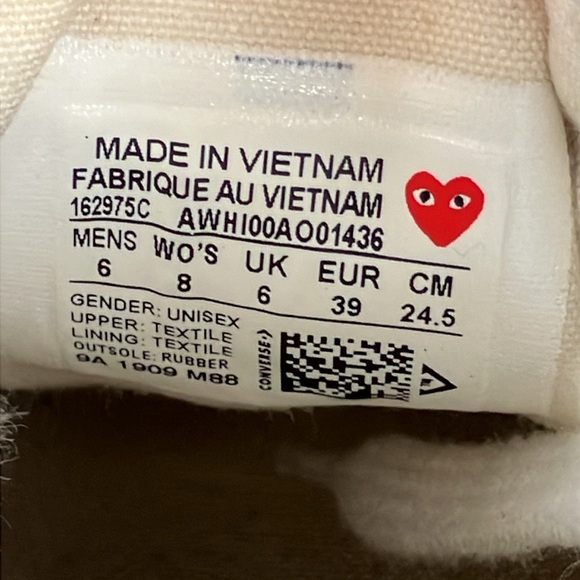 MADE IN VIETNAM
FABRIQUE AU VIETNAM
162975C AWHI00AO01436
MENS WO'S UK EUR CM
6 8 6 39 24.5
GENDER: UNISEX
UPPER: TEXTILE
LINING: TEXTILE
OUTSOLE: RUBBER
9A 1909 M88
CONVERSE